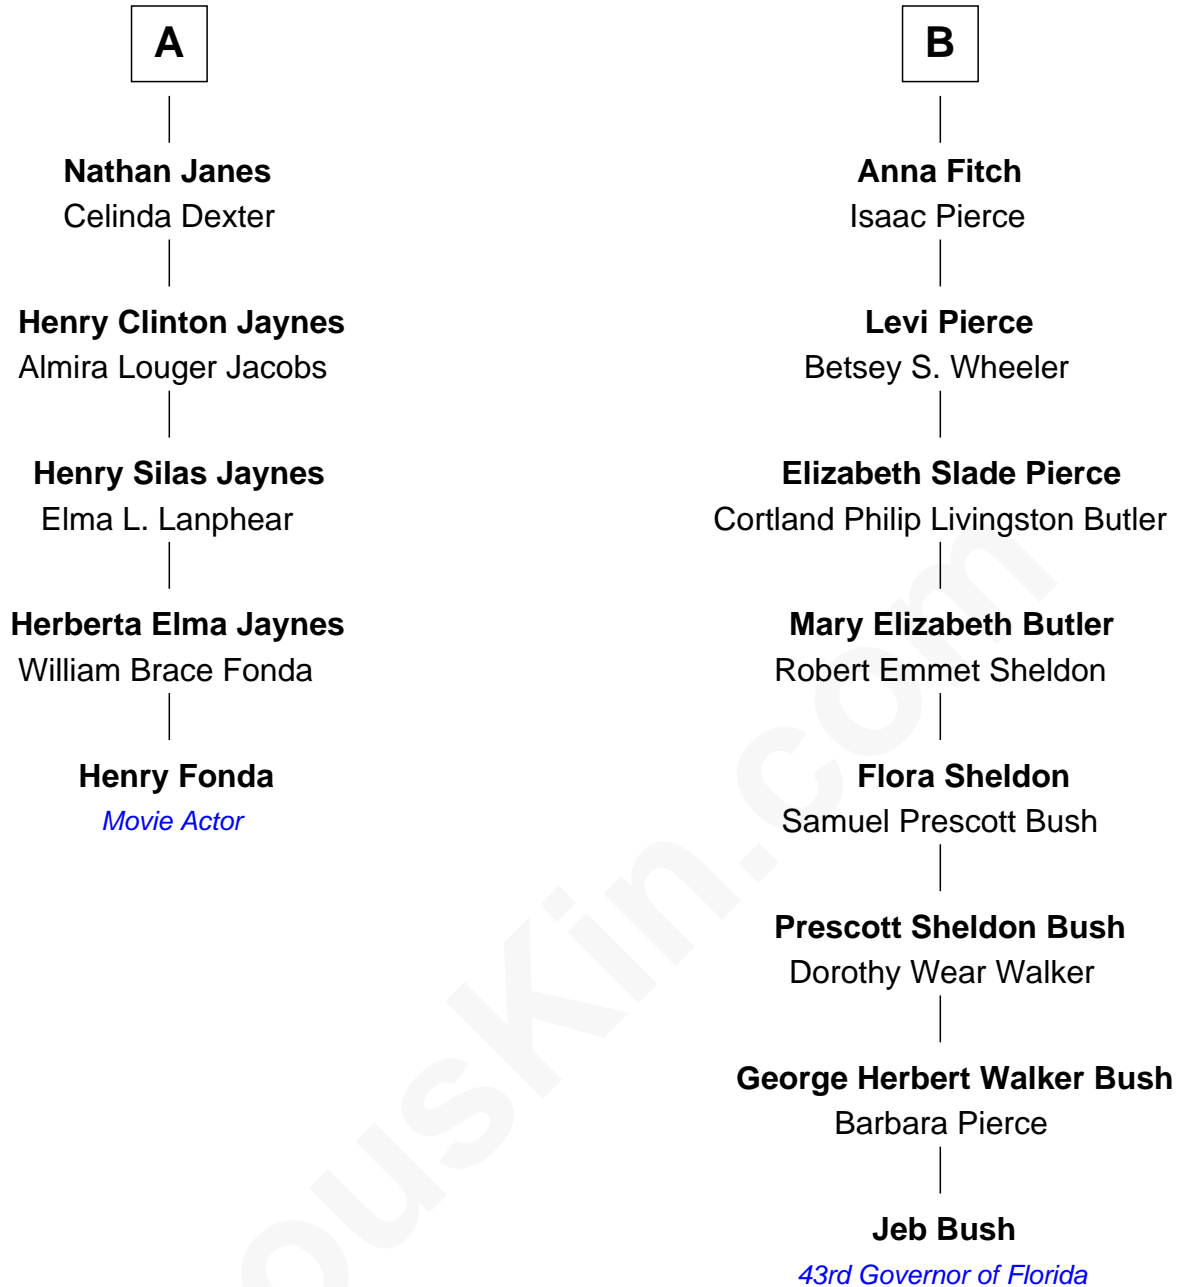 A
Nathan Janes
Celinda Dexter
Henry Clinton Jaynes
Almira Louger Jacobs
Henry Silas Jaynes
Elma L. Lanphear
Herberta Elma Jaynes
William Brace Fonda
Henry Fonda
Movie Actor
B
Anna Fitch
Isaac Pierce
Levi Pierce
Betsey S. Wheeler
Elizabeth Slade Pierce
Cortland Philip Livingston Butler
Mary Elizabeth Butler
Robert Emmet Sheldon
Flora Sheldon
Samuel Prescott Bush
Prescott Sheldon Bush
Dorothy Wear Walker
George Herbert Walker Bush
Barbara Pierce
Jeb Bush
43rd Governor of Florida
ousKin.com